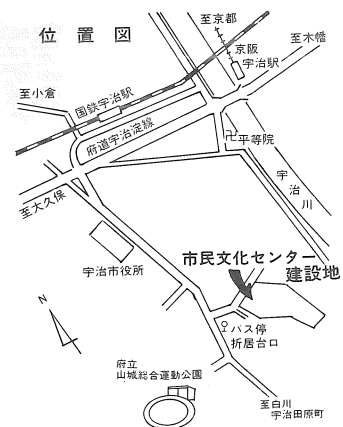 位置図
至京都
京阪
宇治駅
至木幡
至小倉
国鉄宇治駅
府道宇治淀線
卍平等院
宇治川
至大久保
宇治市役所
市民文化センター
建設地
N
バス停
折居台口
府立
山城総合運動公園
至白川
宇治田原町